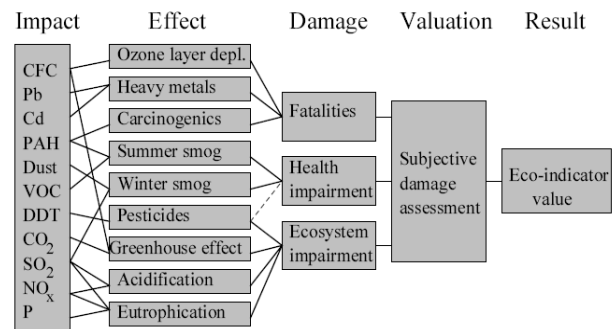 Impact Effect Damage Valuation Result
CFC
Pb
Cd
PAH
Dust
VOC
DDT
CO2
SO2
NOx
P
Ozone layer depl.
Heavy metals
Carcinogenics
Summer smog
Winter smog
Pesticides
Greenhouse effect
Acidification
Eutrophication
Fatalities
Health
impairment
Ecosystem
impairment
Subjective
damage
assessment
Eco-indicator
value